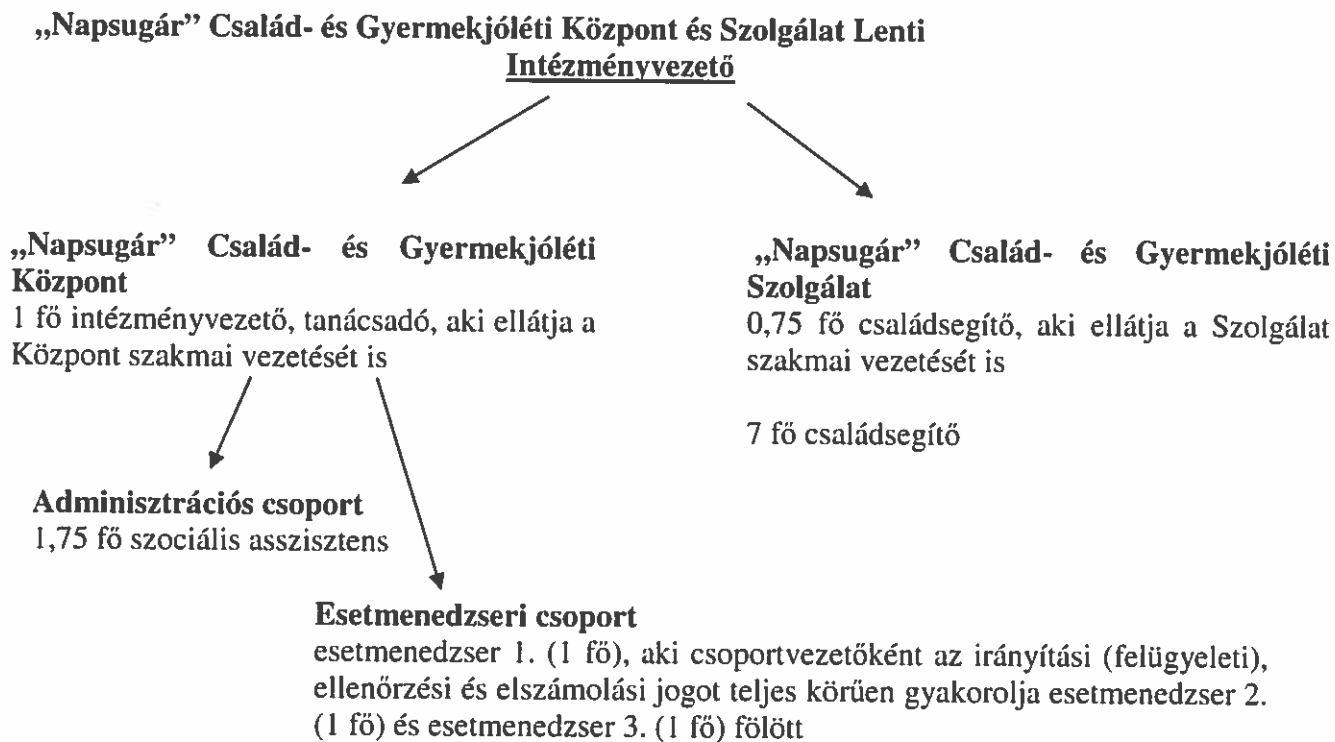 „Napsugár” Család- és Gyermekjóléti Központ és Szolgálat Lenti
Intézményvezető
„Napsugár” Család- és Gyermekjóléti
Központ
1 fő intézményvezető, tanácsadó, aki ellátja a
Központ szakmai vezetését is
„Napsugár” Család- és Gyermekjóléti
Szolgálat
0,75 fő családsegítő, aki ellátja a Szolgálat
szakmai vezetését is
7 fő családsegítő
Adminisztrációs csoport
1,75 fő szociális asszisztens
Esetmenedzseri csoport
esetmenedzser 1. (1 fő), aki csoportvezetőként az irányítási (felügyeleti),
ellenőrzési és elszámolási jogot teljes körűen gyakorolja esetmenedzser 2.
(1 fő) és esetmenedzser 3. (1 fő) fölött